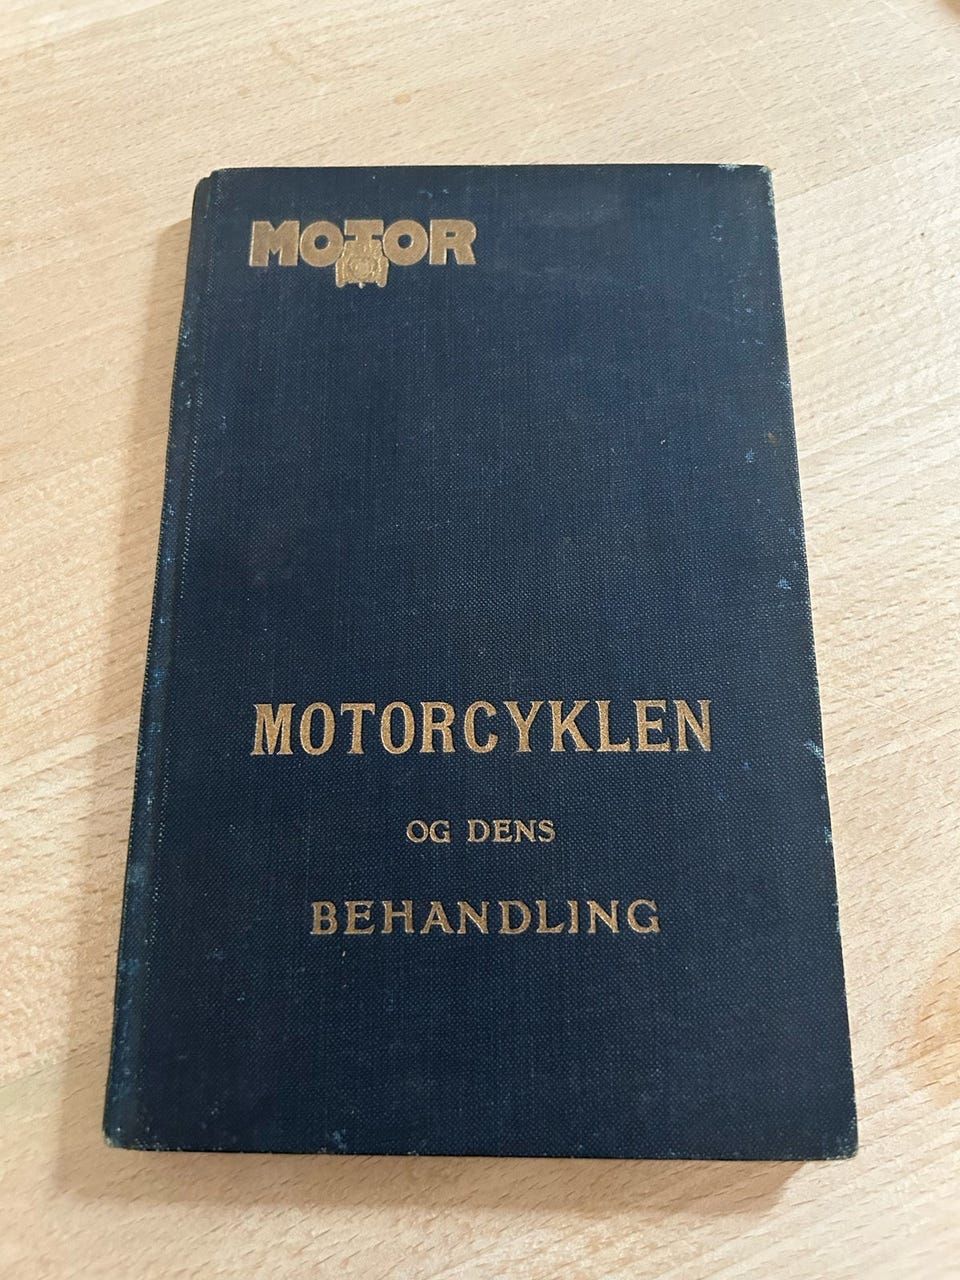 MOTOR
MOTORCYKLEN
OG DENS
BEHANDLING